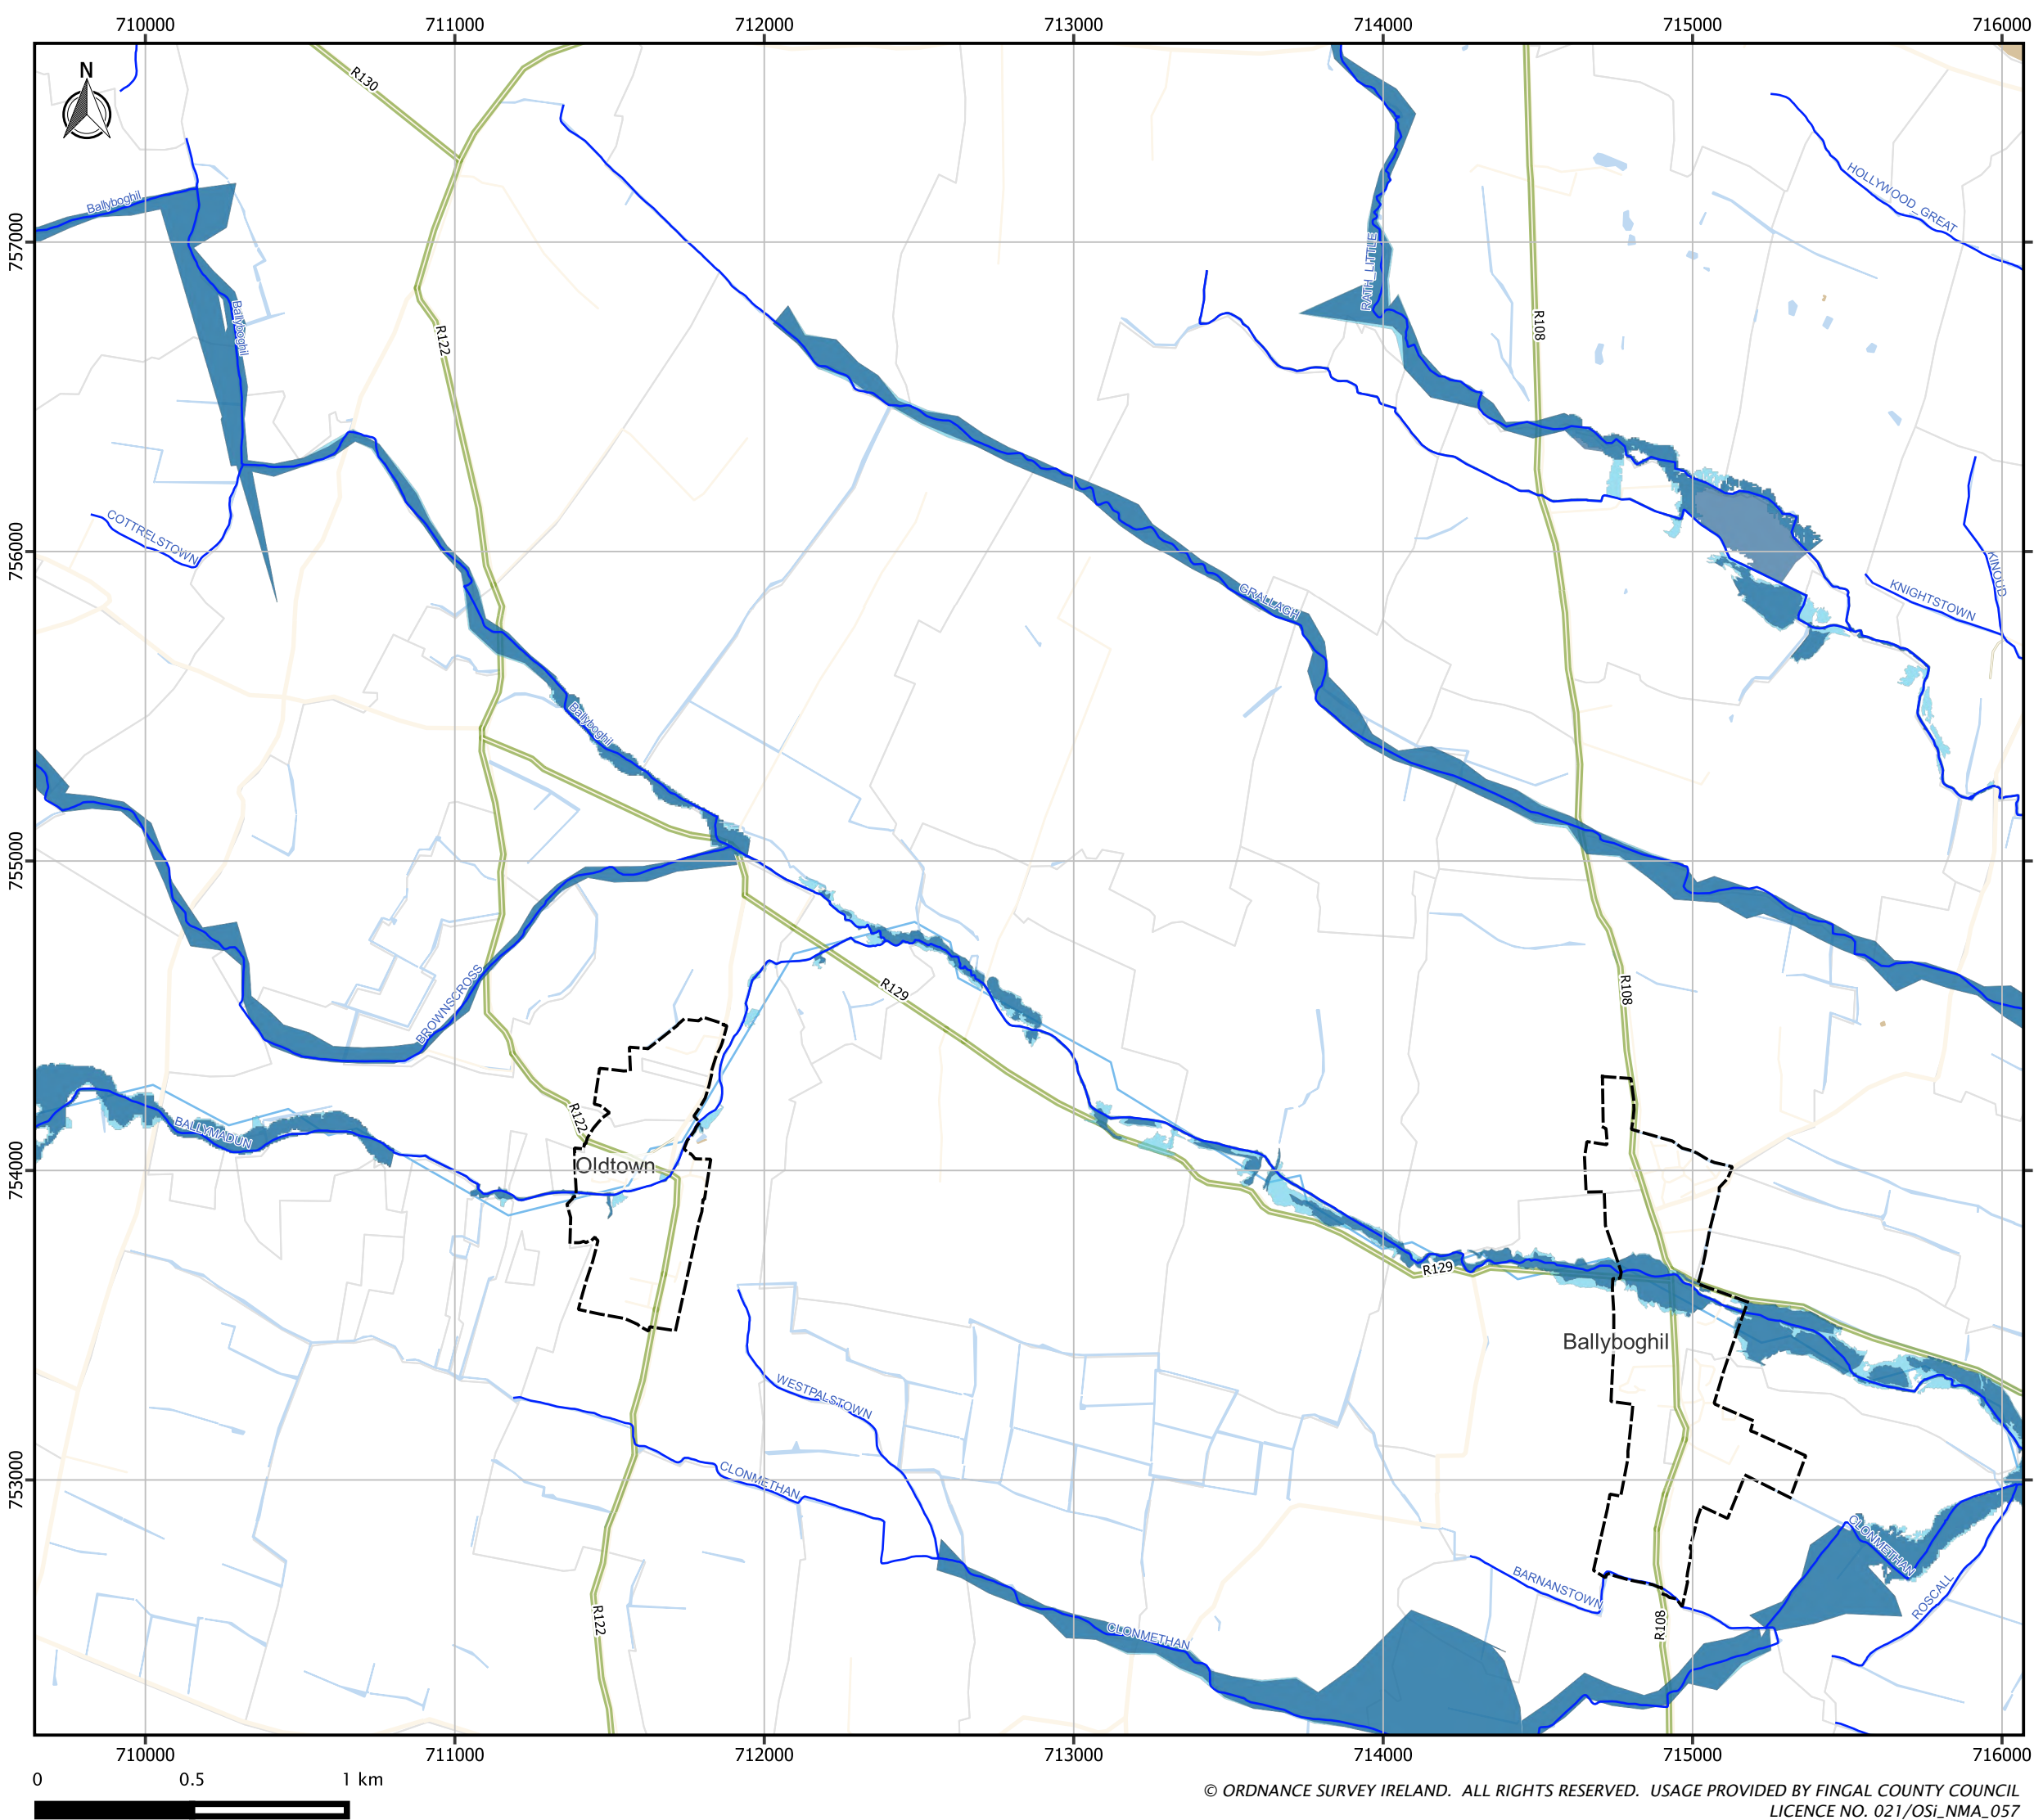 710000 711000 712000 713000 714000 715000 716000
N
R130
HOLLYWOOD_GREAT
Ballyboghil
757000 757000
RATH_LITTLE
Ballyboghil
R122
R108
COTTRELSTOWN
756000
KINOUD
KNIGHTSTOWN
GRALLAGH
Ballyboghil
755000
BROWNSCROSS
R129
R108
R122
BALLYMADUN
754000
Oldtown
R129
Ballyboghil
WESTPALSTOWN
753000
CLONMETHAN
CLONMETHAN
BARNANSTOWN
ROSCALL
R122
CLONMETHAN
R108
710000 711000 712000 713000 714000 715000 716000
0 0.5 1 km
© ORDNANCE SURVEY IRELAND. ALL RIGHTS RESERVED. USAGE PROVIDED BY FINGAL COUNTY COUNCIL
LICENCE NO. 021/OSi_NMA_057